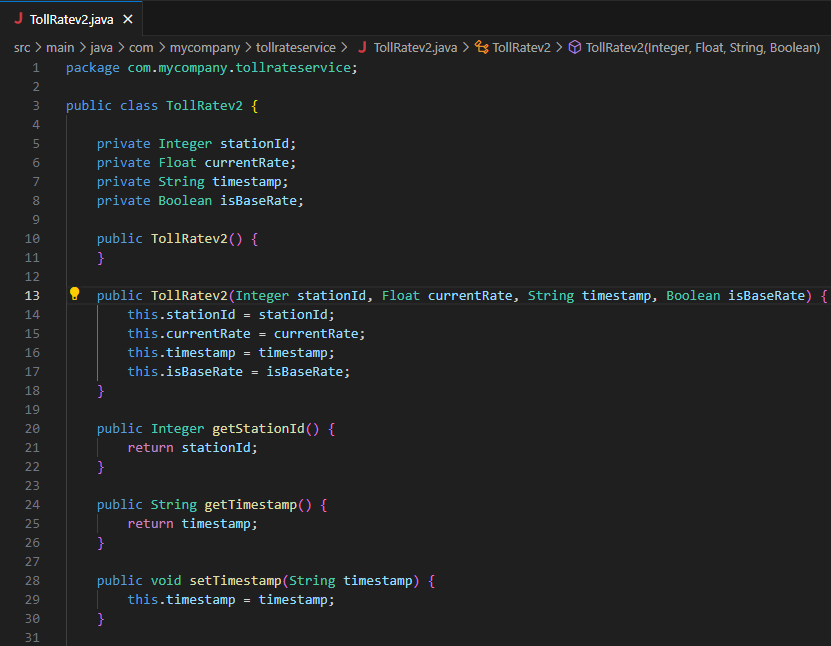 J TollRatev2.java ×
src > main > java > com > mycompany > tollrateservice > J TollRatev2.java > TollRatev2 > TollRatev2(Integer, Float, String, Boolean)
1 package com.mycompany.tollrateservice;
2
3 public class TollRatev2 {
4
5     private Integer stationId;
6     private Float currentRate;
7     private String timestamp;
8     private Boolean isBaseRate;
9
10     public TollRatev2() {
11     }
12
13     public TollRatev2(Integer stationId, Float currentRate, String timestamp, Boolean isBaseRate) {
14         this.stationId = stationId;
15         this.currentRate = currentRate;
16         this.timestamp = timestamp;
17         this.isBaseRate = isBaseRate;
18     }
19
20     public Integer getStationId() {
21         return stationId;
22     }
23
24     public String getTimestamp() {
25         return timestamp;
26     }
27
28     public void setTimestamp(String timestamp) {
29         this.timestamp = timestamp;
30     }
31